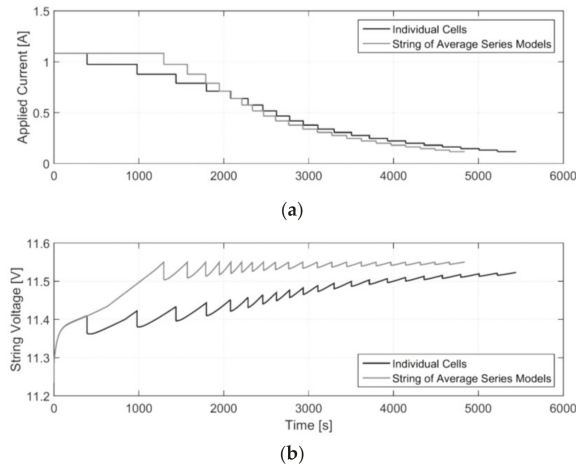 Applied Current [A]
1.5
1
0.5
0
Individual Cells
String of Average Series Models
0 1000 2000 3000 4000 5000 6000
(a)
String Voltage [V]
11.6
11.5
11.4
11.3
11.2
Individual Cells
String of Average Series Models
0 1000 2000 3000 4000 5000 6000
Time [s]
(b)